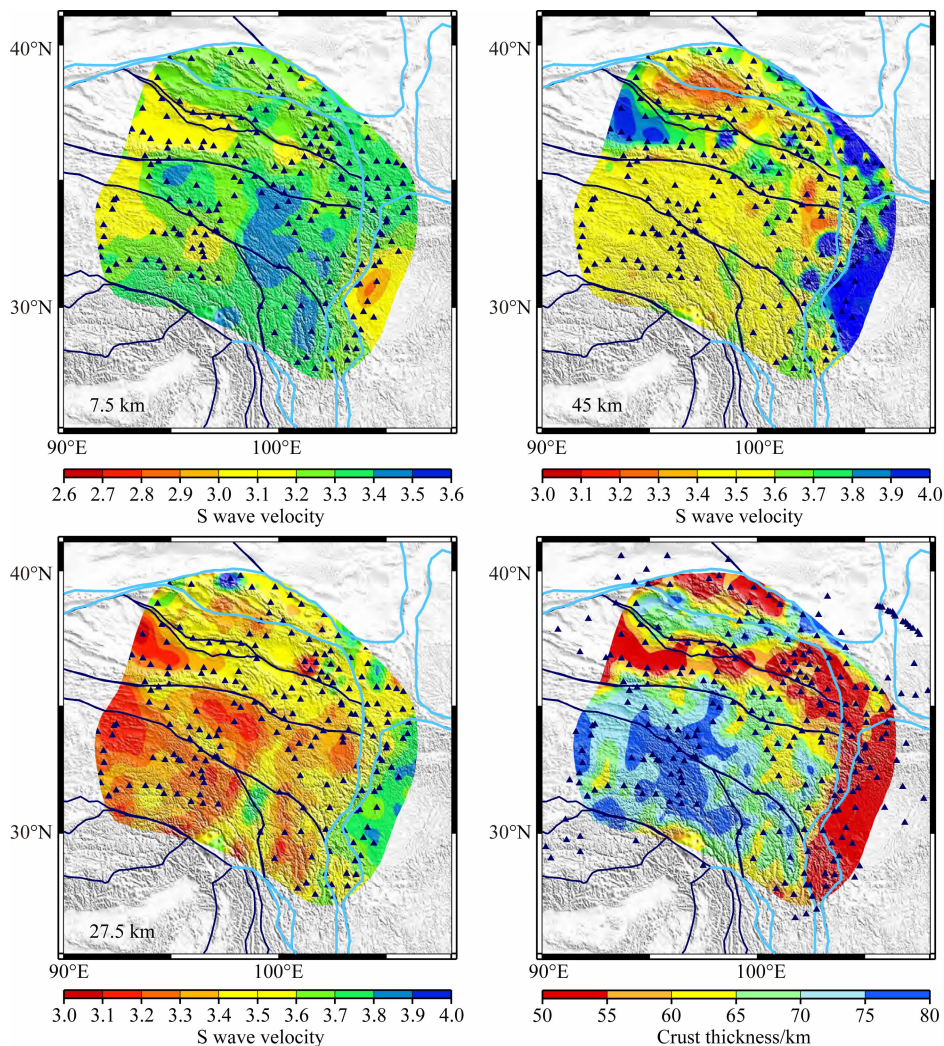 40°N
30°N
7.5 km
90°E 100°E
2.6 2.7 2.8 2.9 3.0 3.1 3.2 3.3 3.4 3.5 3.6
S wave velocity
40°N
30°N
45 km
90°E 100°E
3.0 3.1 3.2 3.3 3.4 3.5 3.6 3.7 3.8 3.9 4.0
S wave velocity
40°N
30°N
27.5 km
90°E 100°E
3.0 3.1 3.2 3.3 3.4 3.5 3.6 3.7 3.8 3.9 4.0
S wave velocity
40°N
30°N
90°E 100°E
50 55 60 65 70 75 80
Crust thickness/km